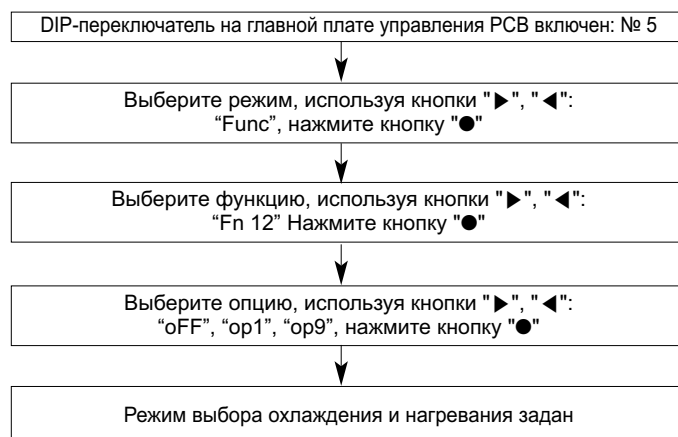 DIP-переключатель на главной плате управления PCB включен: № 5
Выберите режим, используя кнопки "▶", "◀":
“Func”, нажмите кнопку "●"
Выберите функцию, используя кнопки "▶", "◀":
“Fn 12” Нажмите кнопку "●"
Выберите опцию, используя кнопки "▶", "◀":
“oFF”, “op1”, “op9”, нажмите кнопку "●"
Режим выбора охлаждения и нагревания задан